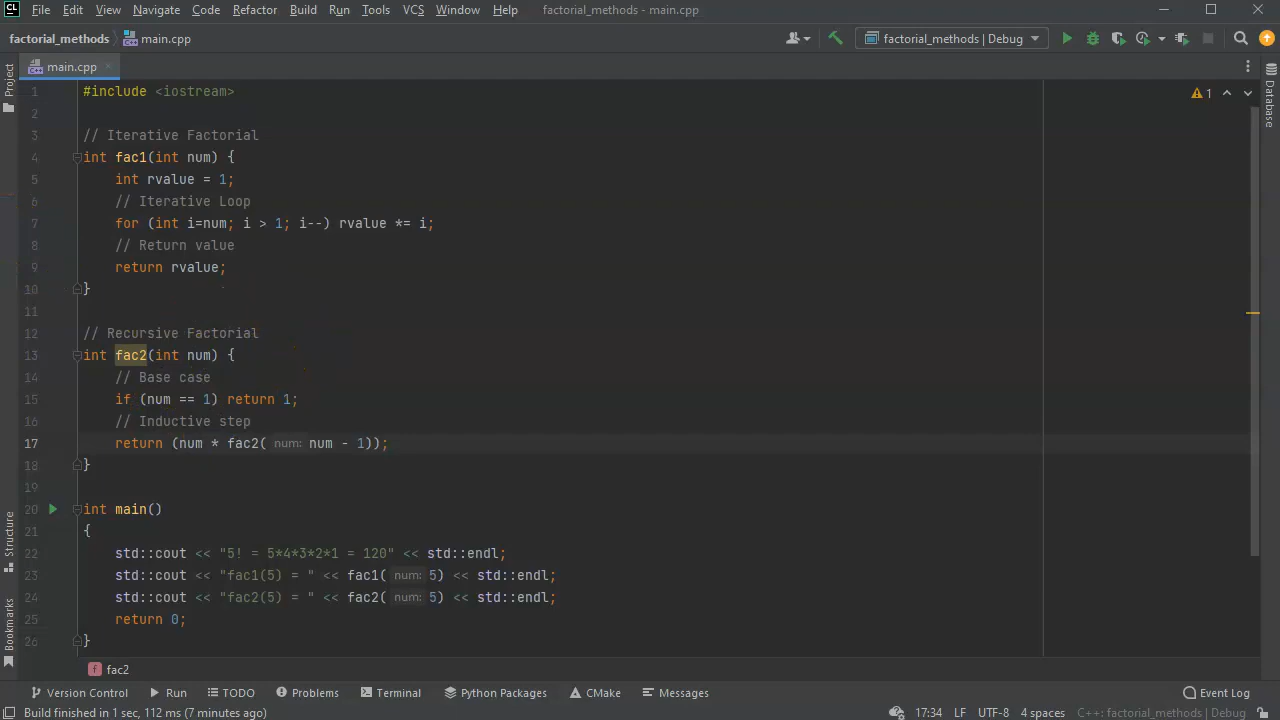 CL File Edit View Navigate Code Refactor Build Run Tools VCS Window Help factorial_methods - main.cpp
factorial_methods main.cpp factorial_methods | Debug
main.cpp
Project
Database
1
1 #include <iostream>
2
3 // Iterative Factorial
4 int fac1(int num) {
5 int rvalue = 1;
6 // Iterative Loop
7 for (int i=num; i > 1; i--) rvalue *= i;
8 // Return value
9 return rvalue;
10 }
11
12 // Recursive Factorial
13 int fac2(int num) {
14 // Base case
15 if (num == 1) return 1;
16 // Inductive step
17 return (num * fac2( num: num - 1));
18 }
19
20 int main()
21 {
22 std::cout << "5! = 5*4*3*2*1 = 120" << std::endl;
23 std::cout << "fac1(5) = " << fac1( num: 5) << std::endl;
24 std::cout << "fac2(5) = " << fac2( num: 5) << std::endl;
25 return 0;
26 }
Structure
Bookmarks
f fac2
Version Control Run TODO Problems Terminal Python Packages CMake Messages Event Log
Build finished in 1 sec, 112 ms (7 minutes ago) 17:34 LF UTF-8 4 spaces C++: factorial_methods | Debug